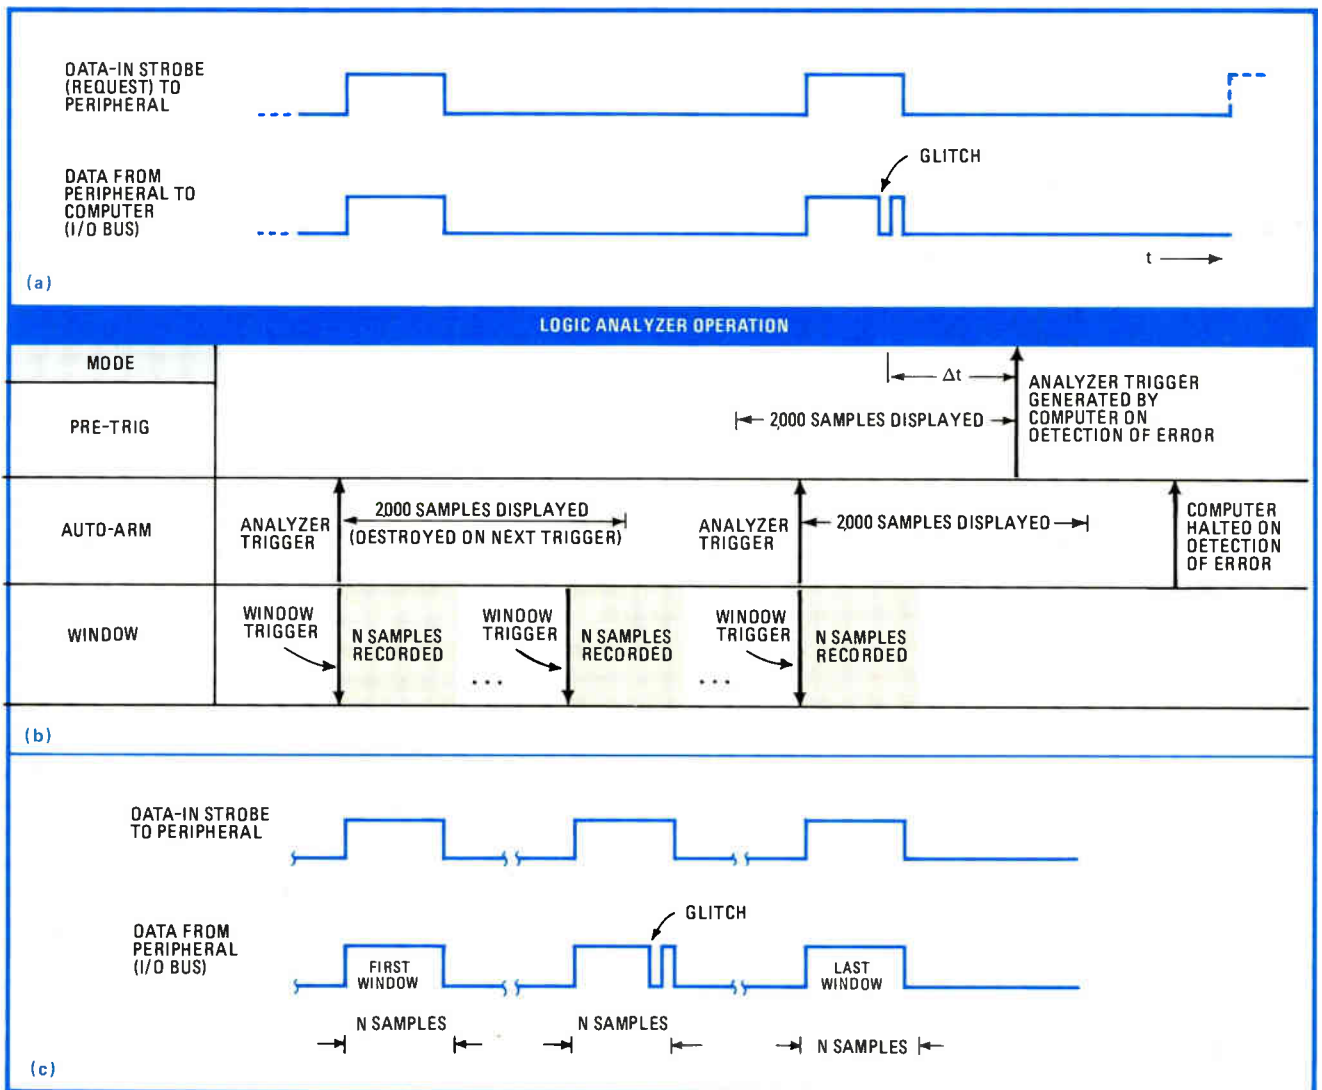 DATA-IN STROBE
(REQUEST) TO
PERIPHERAL
GLITCH
DATA FROM
PERIPHERAL TO
COMPUTER
(I/O BUS)
t
(a)
LOGIC ANALYZER OPERATION
MODE
PRE-TRIG
Δt
2,000 SAMPLES DISPLAYED
ANALYZER TRIGGER
GENERATED BY
COMPUTER ON
DETECTION OF ERROR
AUTO-ARM
ANALYZER
TRIGGER
2,000 SAMPLES DISPLAYED
(DESTROYED ON NEXT TRIGGER)
ANALYZER
TRIGGER
2,000 SAMPLES DISPLAYED
COMPUTER
HALTED ON
DETECTION
OF ERROR
WINDOW
WINDOW
TRIGGER
N SAMPLES
RECORDED
...
WINDOW
TRIGGER
N SAMPLES
RECORDED
...
WINDOW
TRIGGER
N SAMPLES
RECORDED
(b)
DATA-IN STROBE
TO PERIPHERAL
GLITCH
DATA FROM
PERIPHERAL
(I/O BUS)
FIRST
WINDOW
LAST
WINDOW
N SAMPLES
N SAMPLES
N SAMPLES
(c)